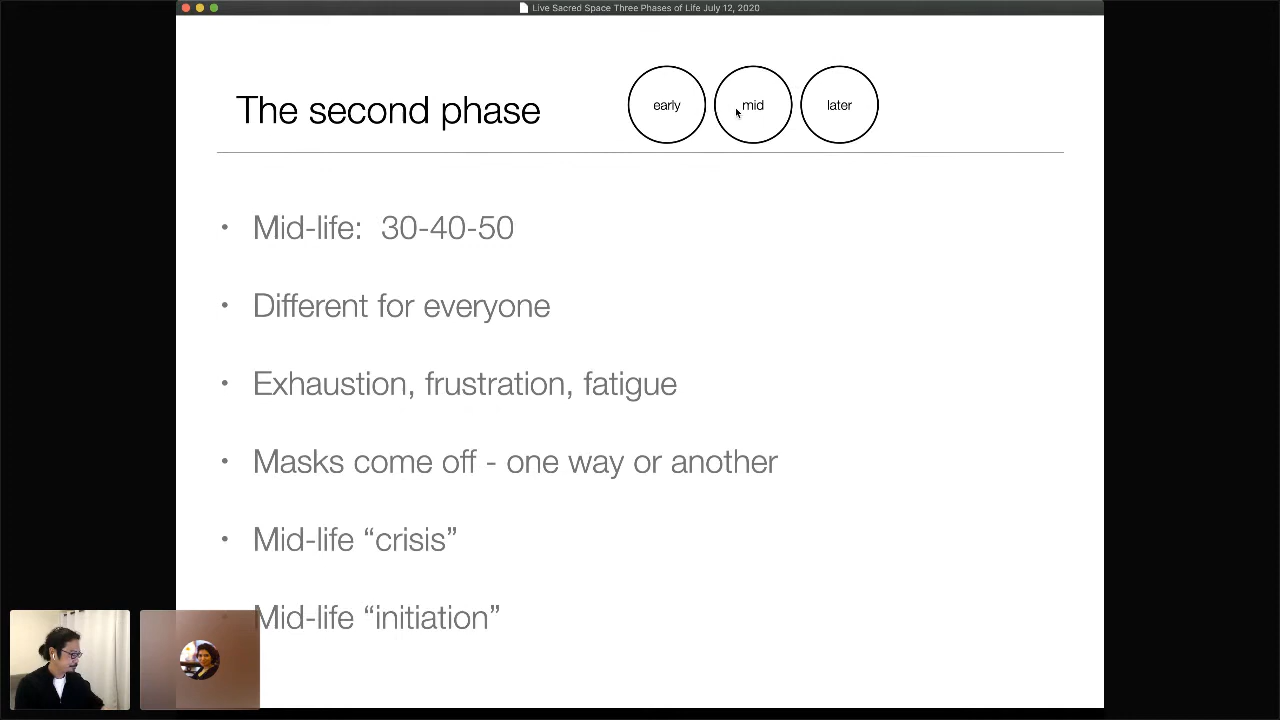 Live Sacred Space Three Phases of Life July 12, 2020
The second phase
early mid later
• Mid-life: 30-40-50
• Different for everyone
• Exhaustion, frustration, fatigue
• Masks come off - one way or another
• Mid-life “crisis”
Mid-life “initiation”